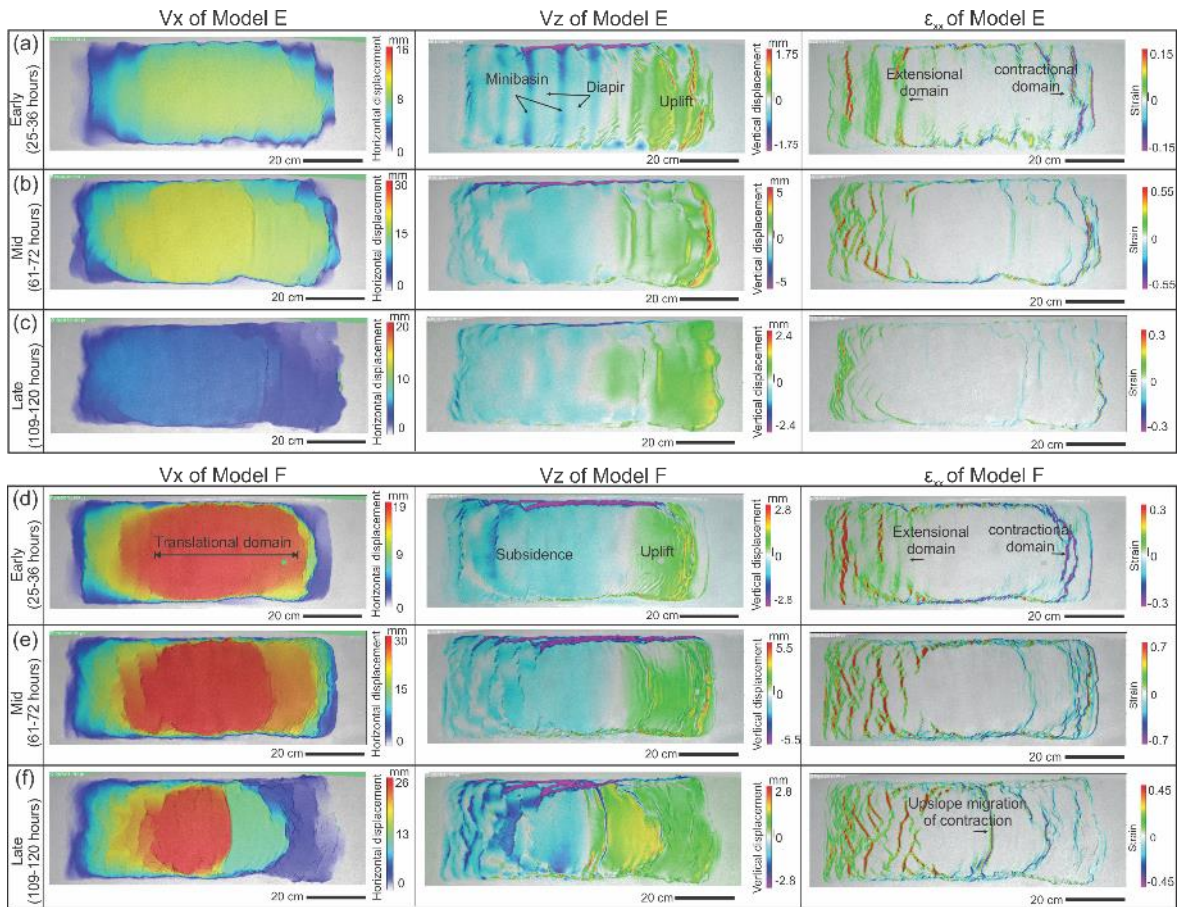 Vx of Model E
Vz of Model E
εxx of Model E
(a)
Early
(25-36 hours)
mm
16
8
0
Horizontal displacement
20 cm
Minibasin
Diapir
Uplift
mm
1.75
0
-1.75
Vertical displacement
20 cm
Extensional
domain
contractional
domain
0.15
0
-0.15
Strain
20 cm
(b)
Mid
(61-72 hours)
mm
30
15
0
Horizontal displacement
20 cm
mm
5
0
-5
Vertical displacement
20 cm
0.55
0
-0.55
Strain
20 cm
(c)
Late
(109-120 hours)
mm
20
10
0
Horizontal displacement
20 cm
mm
2.4
0
-2.4
Vertical displacement
20 cm
0.3
0
-0.3
Strain
20 cm
Vx of Model F
Vz of Model F
εxx of Model F
(d)
Early
(25-36 hours)
Translational domain
mm
19
9
0
Horizontal displacement
20 cm
Subsidence
Uplift
mm
2.8
0
-2.8
Vertical displacement
20 cm
Extensional
domain
contractional
domain
0.3
0
-0.3
Strain
20 cm
(e)
Mid
(61-72 hours)
mm
30
15
0
Horizontal displacement
20 cm
mm
5.5
0
-5.5
Vertical displacement
20 cm
0.7
0
-0.7
Strain
20 cm
(f)
Late
(109-120 hours)
mm
26
13
0
Horizontal displacement
20 cm
mm
2.8
0
-2.8
Vertical displacement
20 cm
Upslope migration
of contraction
0.45
0
-0.45
Strain
20 cm